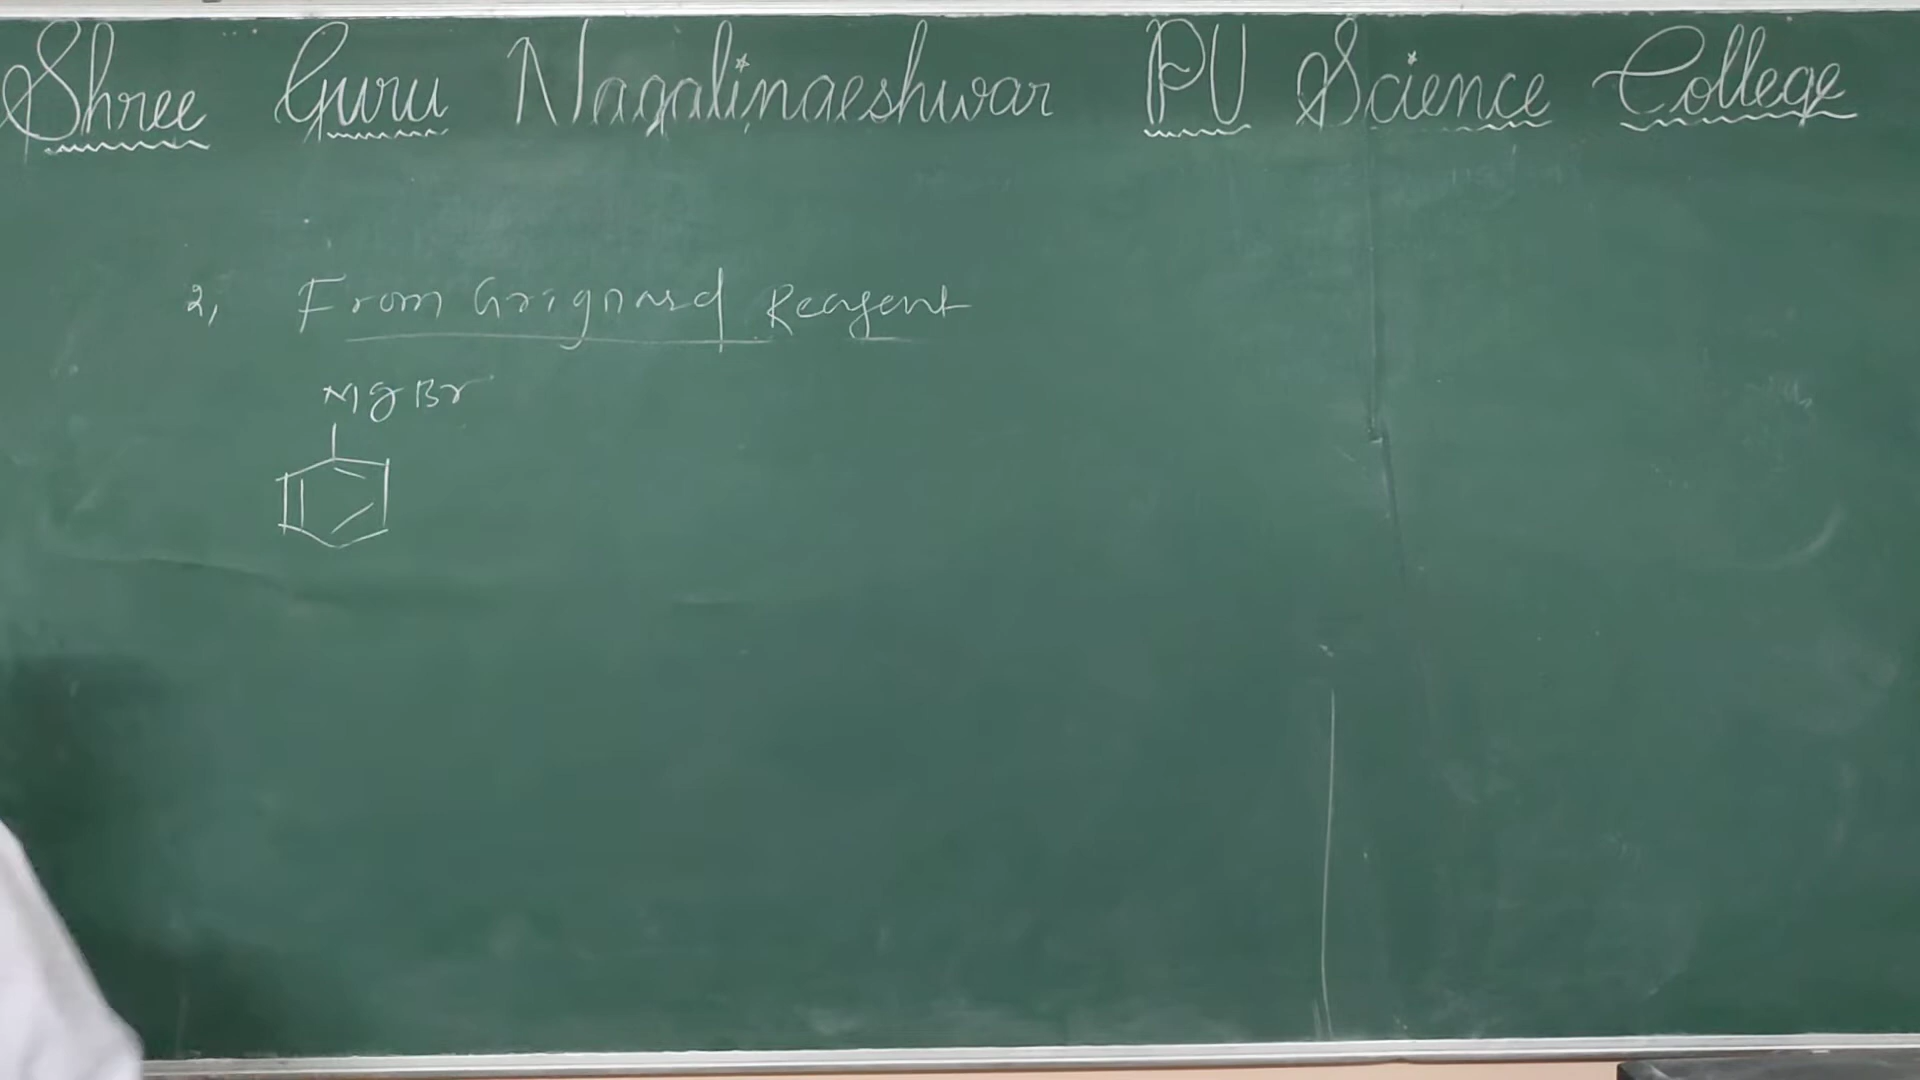 Shree Guru Nagalinaeshwar PU Science College
2, From Grignard Reagent
MgBr